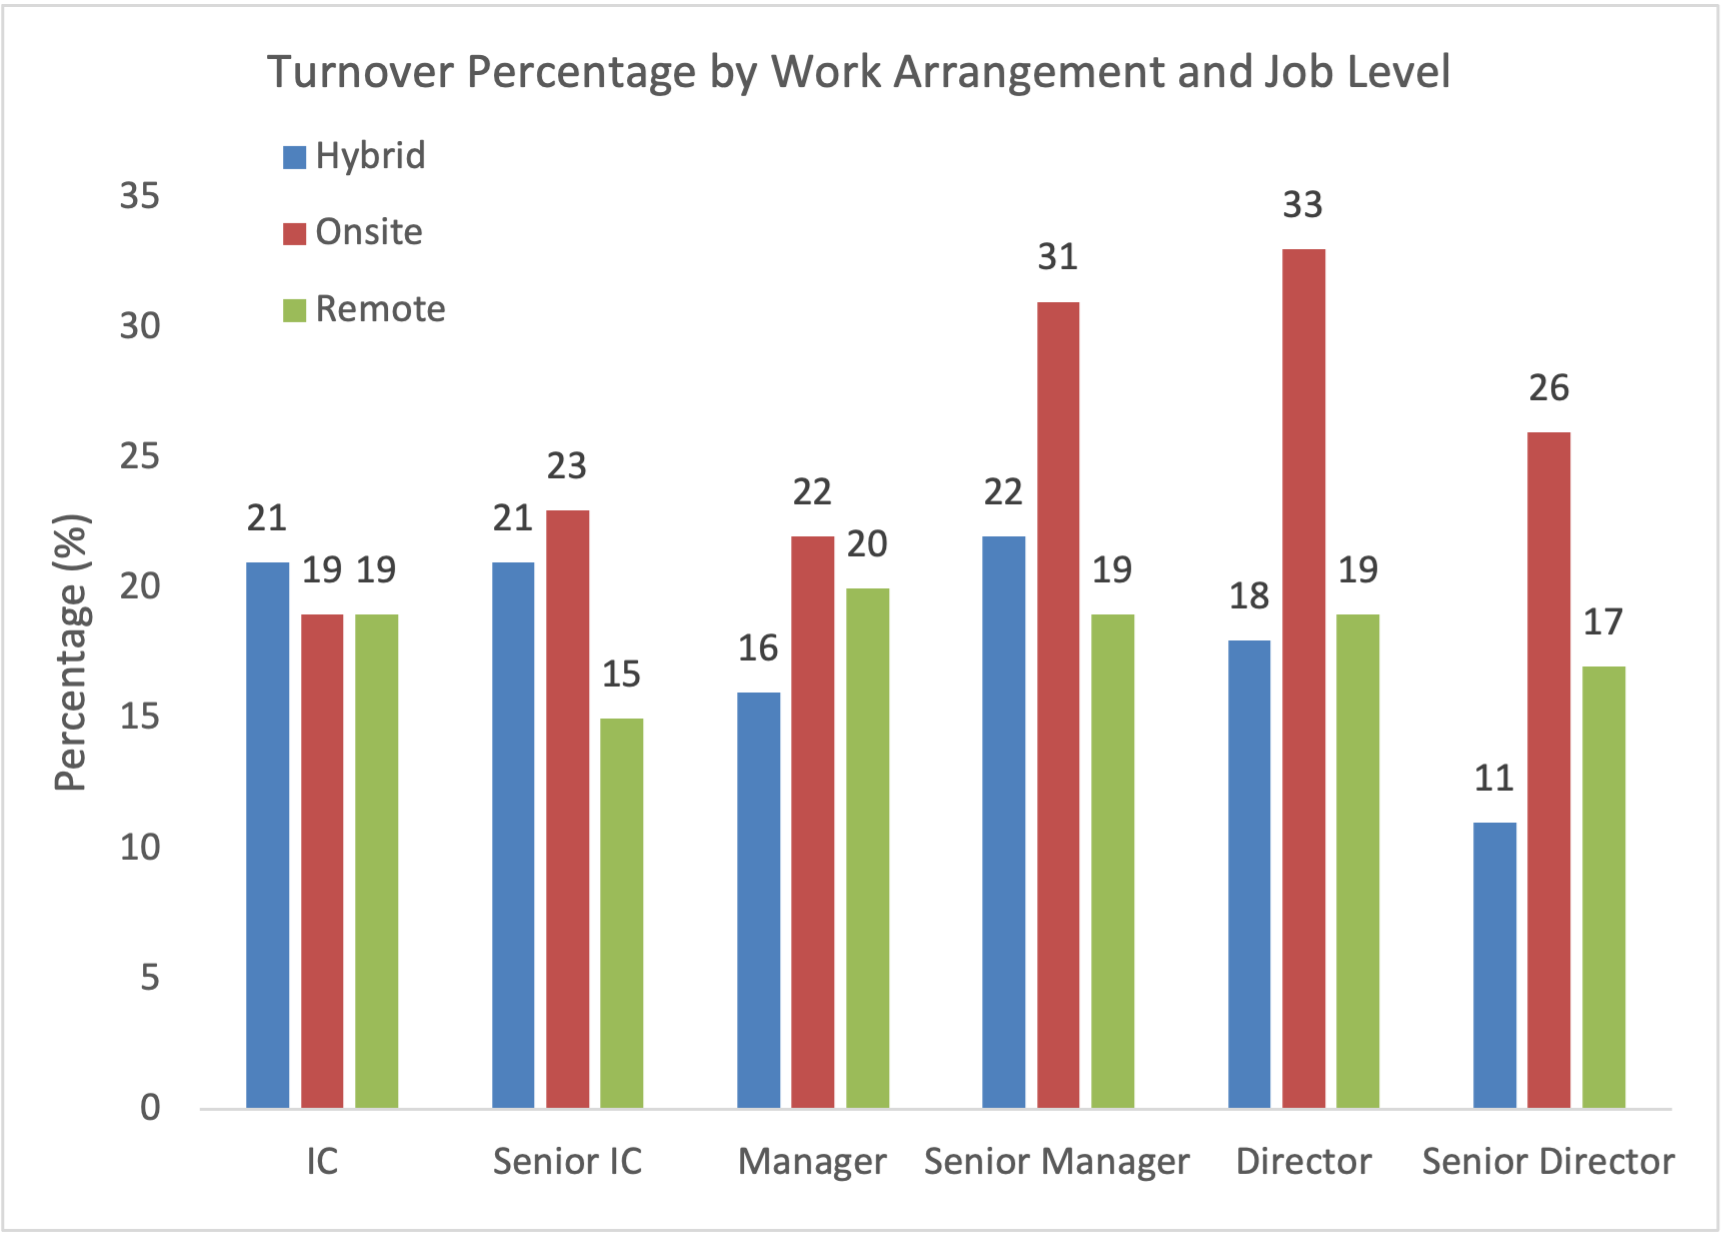 Turnover Percentage by Work Arrangement and Job Level
Hybrid
Onsite
Remote
Percentage (%)
35
30
25
20
15
10
5
0
21 19 19
21 23 15
16 22 20
22 31 19
18 33 19
11 26 17
IC Senior IC Manager Senior Manager Director Senior Director